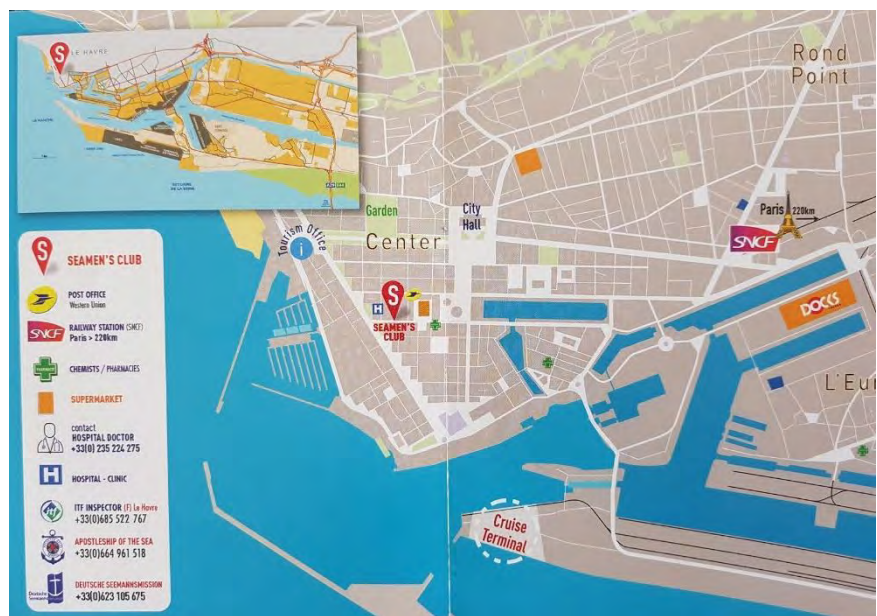 S
LE HAVRE
S
SEAMEN'S CLUB
POST OFFICE
Western Union
SNCF
RAILWAY STATION (SNCF)
Paris > 220km
CHEMISTS / PHARMACIES
SUPERMARKET
contact
HOSPITAL DOCTOR
+33(0) 235 224 275
H
HOSPITAL - CLINIC
ITF INSPECTOR (F) Le Havre
+33(0)685 522 767
APOSTLESHIP OF THE SEA
+33(0)664 961 518
Deutsche
Seemannsmission
DEUTSCHE SEEMANNSMISSION
+33(0)623 105 675
Rond
Point
Garden
City
Hall
Center
Tourism Office
i
Paris 220km
SNCF
H
S
SEAMEN'S
CLUB
DOCKS
L'Eu
Cruise
Terminal